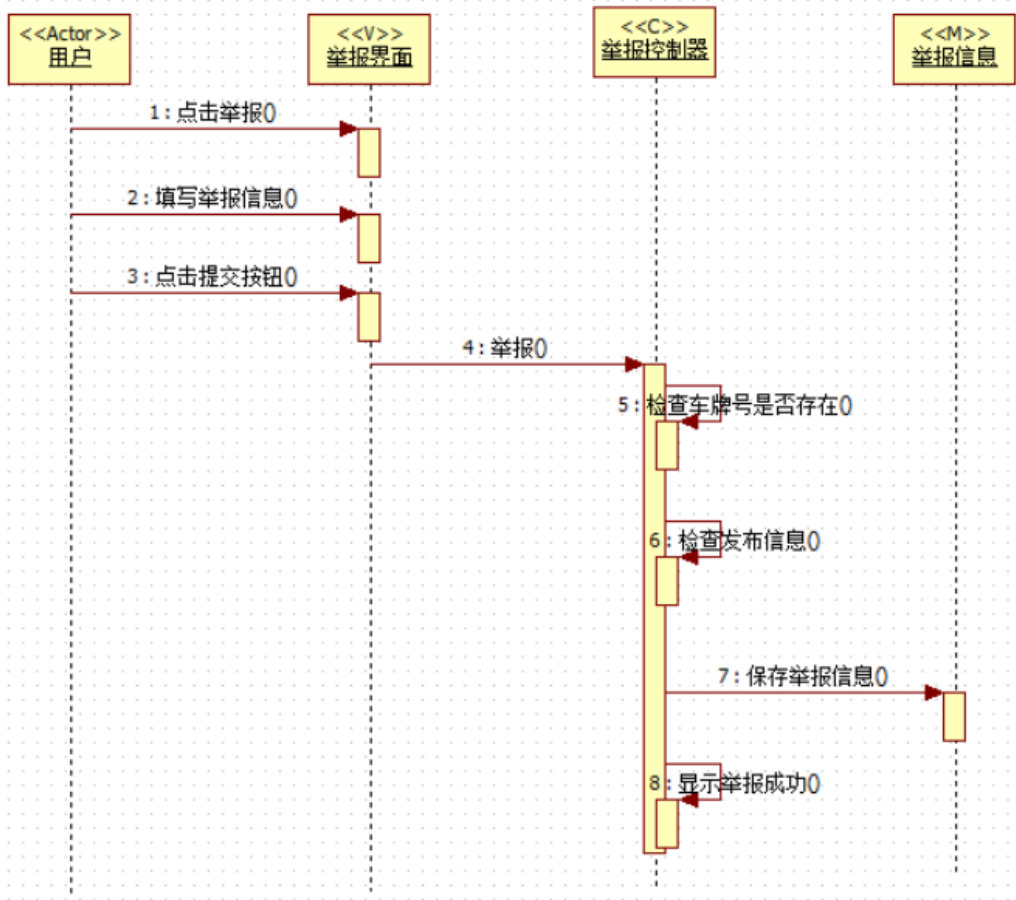 <<Actor>>
用户
<<V>>
举报界面
<<C>>
举报控制器
<<M>>
举报信息
1:点击举报()
2:填写举报信息()
3:点击提交按钮()
4:举报()
5:检查车牌号是否存在()
6:检查发布信息()
7:保存举报信息()
8:显示举报成功()